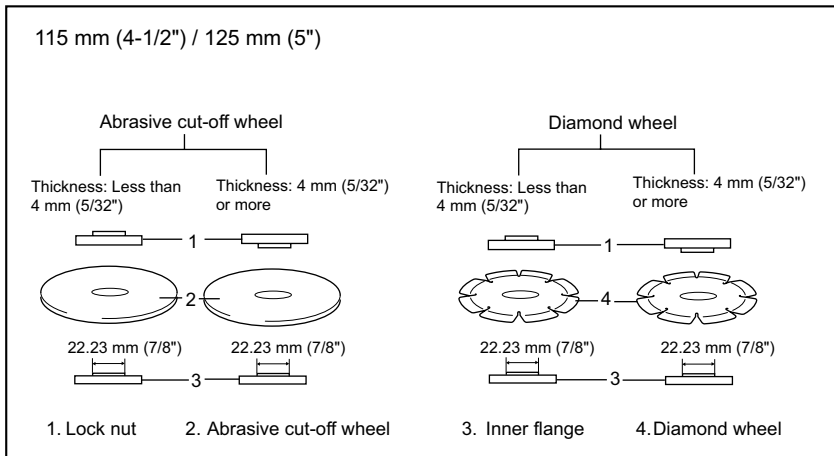 115 mm (4-1/2") / 125 mm (5")
Abrasive cut-off wheel
Diamond wheel
Thickness: Less than
4 mm (5/32")
Thickness: 4 mm (5/32")
or more
Thickness: Less than
4 mm (5/32")
Thickness: 4 mm (5/32")
or more
1
1
2
4
22.23 mm (7/8")
22.23 mm (7/8")
22.23 mm (7/8")
22.23 mm (7/8")
3
3
1. Lock nut
2. Abrasive cut-off wheel
3. Inner flange
4. Diamond wheel